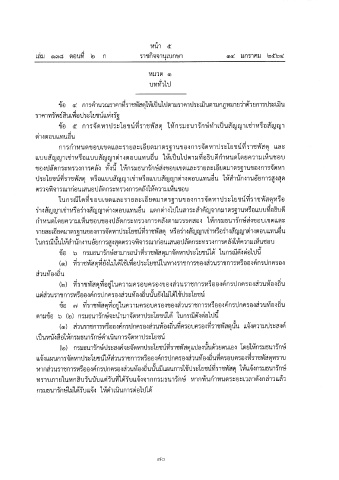 หน้า ๕
เล่ม ๑๓๘ ตอนที่ ๒ ก ราชกิจจานุเบกษา ๑๔ มกราคม ๒๕๖๔
หมวด ๑
บททั่วไป
ข้อ ๔ การคำนวณราคาที่ราชพัสดุให้เป็นไปตามราคาประเมินตามกฎหมายว่าด้วยการประเมิน
ราคาทรัพย์สินเพื่อประโยชน์แห่งรัฐ
ข้อ ๕ การจัดหาประโยชน์ที่ราชพัสดุ ให้กรมธนารักษ์ทำเป็นสัญญาเช่าหรือสัญญา
ต่างตอบแทนอื่น
การกำหนดขอบเขตและรายละเอียดมาตรฐานของการจัดหาประโยชน์ที่ราชพัสดุ และ
แบบสัญญาเช่าหรือแบบสัญญาต่างตอบแทนอื่น ให้เป็นไปตามที่อธิบดีกำหนดโดยความเห็นชอบ
ของปลัดกระทรวงการคลัง ทั้งนี้ ให้กรมธนารักษ์ส่งขอบเขตและรายละเอียดมาตรฐานของการจัดหา
ประโยชน์ที่ราชพัสดุ หรือแบบสัญญาเช่าหรือแบบสัญญาต่างตอบแทนอื่น ให้สำนักงานอัยการสูงสุด
ตรวจพิจารณาก่อนเสนอปลัดกระทรวงการคลังให้ความเห็นชอบ
ในกรณีใดที่ขอบเขตและรายละเอียดมาตรฐานของการจัดหาประโยชน์ที่ราชพัสดุหรือ
ร่างสัญญาเช่าหรือร่างสัญญาต่างตอบแทนอื่น แตกต่างไปในสาระสำคัญจากมาตรฐานหรือแบบที่อธิบดี
กำหนดโดยความเห็นชอบของปลัดกระทรวงการคลังตามวรรคสอง ให้กรมธนารักษ์ส่งขอบเขตและ
รายละเอียดมาตรฐานของการจัดหาประโยชน์ที่ราชพัสดุ หรือร่างสัญญาเช่าหรือร่างสัญญาต่างตอบแทนอื่น
ในกรณีนั้นให้สำนักงานอัยการสูงสุดตรวจพิจารณาก่อนเสนอปลัดกระทรวงการคลังให้ความเห็นชอบ
ข้อ ๖ กรมธนารักษ์สามารถนำที่ราชพัสดุมาจัดหาประโยชน์ได้ ในกรณีดังต่อไปนี้
(๑) ที่ราชพัสดุที่ยังไม่ได้ใช้เพื่อประโยชน์ในทางราชการของส่วนราชการหรือองค์กรปกครอง
ส่วนท้องถิ่น
(๒) ที่ราชพัสดุที่อยู่ในความครอบครองของส่วนราชการหรือองค์กรปกครองส่วนท้องถิ่น
แต่ส่วนราชการหรือองค์กรปกครองส่วนท้องถิ่นนั้นยังไม่ได้ใช้ประโยชน์
ข้อ ๗ ที่ราชพัสดุที่อยู่ในความครอบครองของส่วนราชการหรือองค์กรปกครองส่วนท้องถิ่น
ตามข้อ ๖ (๒) กรมธนารักษ์จะนำมาจัดหาประโยชน์ได้ ในกรณีดังต่อไปนี้
(๑) ส่วนราชการหรือองค์กรปกครองส่วนท้องถิ่นที่ครอบครองที่ราชพัสดุนั้น แจ้งความประสงค์
เป็นหนังสือให้กรมธนารักษ์ดำเนินการจัดหาประโยชน์
(๒) กรมธนารักษ์ประสงค์จะจัดหาประโยชน์ที่ราชพัสดุแปลงนั้นด้วยตนเอง โดยให้กรมธนารักษ์
แจ้งแผนการจัดหาประโยชน์ให้ส่วนราชการหรือองค์กรปกครองส่วนท้องถิ่นที่ครอบครองที่ราชพัสดุทราบ
หากส่วนราชการหรือองค์กรปกครองส่วนท้องถิ่นนั้นมีแผนการใช้ประโยชน์ที่ราชพัสดุ ให้แจ้งกรมธนารักษ์
ทราบภายในหกสิบวันนับแต่วันที่ได้รับแจ้งจากกรมธนารักษ์ หากพ้นกำหนดระยะเวลาดังกล่าวแล้ว
กรมธนารักษ์ไม่ได้รับแจ้ง ให้ดำเนินการต่อไปได้